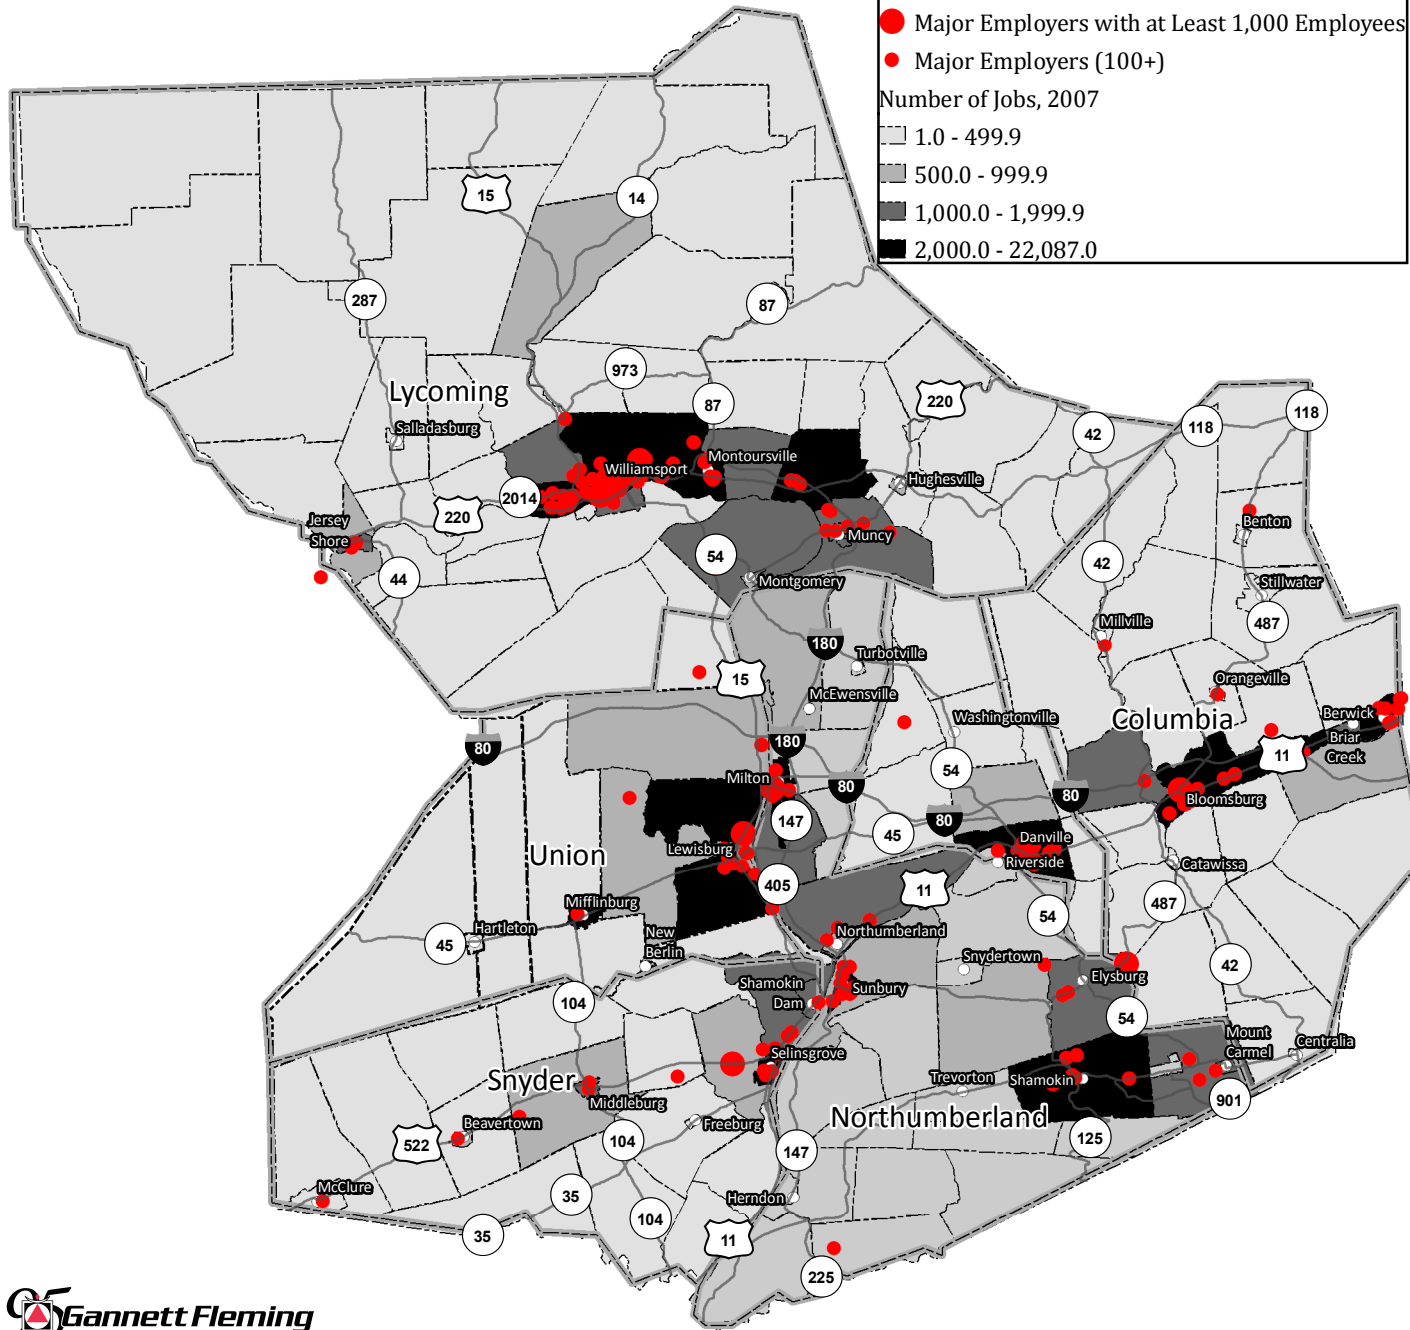 Major Employers with at Least 1,000 Employees
Major Employers (100+)
Number of Jobs, 2007
1.0 - 499.9
500.0 - 999.9
1,000.0 - 1,999.9
2,000.0 - 22,087.0
15
14
287
87
973
Lycoming
87
220
118
118
42
Salladasburg
Montoursville
Williamsport
Hughesville
2014
220
Jersey
Shore
Muncy
Benton
54
42
44
Montgomery
Stillwater
487
Millville
180
Turbotville
15
Orangeville
McEwensville
Washingtonville
Columbia
Berwick
Briar
Creek
11
80
180
Milton
54
80
80
Bloomsburg
147
80
45
Danville
Lewisburg
Riverside
Union
Catawissa
405
11
Mifflinburg
487
54
Hartleton
45
New
Berlin
Northumberland
Snydertown
42
Elysburg
Shamokin
Dam
Sunbury
104
54
Mount
Carmel
Centralia
Selinsgrove
Snyder
Trevorton
Shamokin
Middleburg
901
Northumberland
Beavertown
Freeburg
522
104
125
147
McClure
35
Herndon
104
35
11
225
95
Gannett Fleming